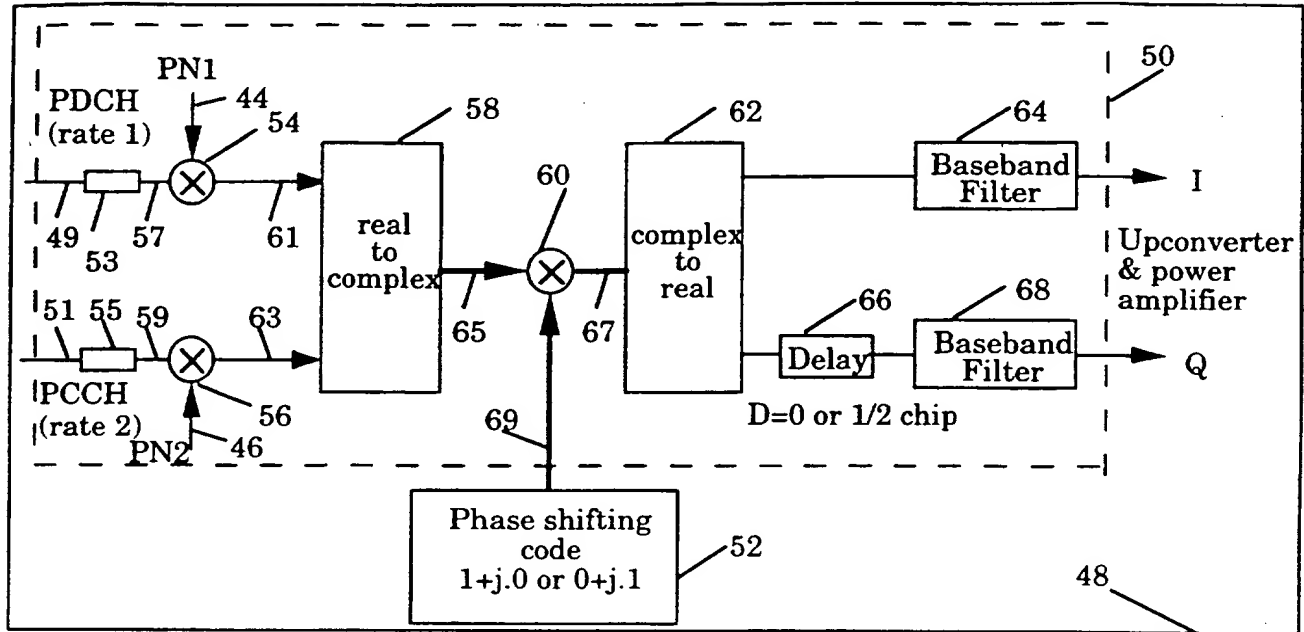 PN1
44
PDCH
(rate 1)
54
49
53
57
61
58
real
to
complex
60
65
67
62
complex
to
real
64
Baseband
Filter
50
I
Upconverter
& power
amplifier
51
55
59
63
PCCH
(rate 2)
56
PN2
46
66
Delay
68
Baseband
Filter
Q
D=0 or 1/2 chip
69
Phase shifting
code
1+j.0 or 0+j.1
52
48